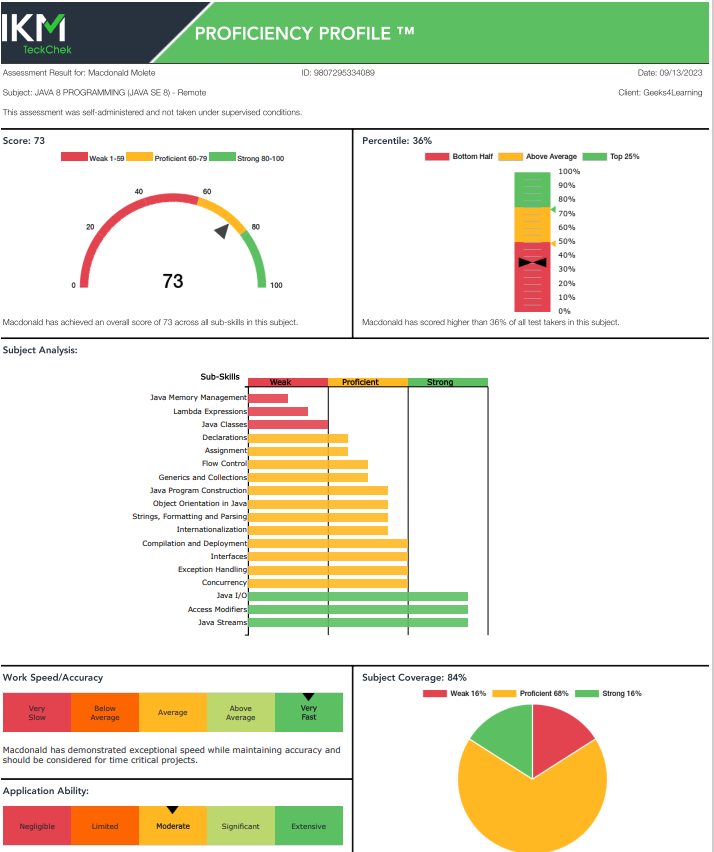 IKM
TeckChek
PROFICIENCY PROFILE ™
Assessment Result for: Macdonald Molete ID: 9807295334089 Date: 09/13/2023
Subject: JAVA 8 PROGRAMMING (JAVA SE 8) - Remote Client: Geeks4Learning
This assessment was self-administered and not taken under supervised conditions.
Score: 73
Weak 1-59 Proficient 60-79 Strong 80-100
0
20
40
60
80
100
73
Macdonald has achieved an overall score of 73 across all sub-skills in this subject.
Percentile: 36%
Bottom Half Above Average Top 25%
100%
90%
80%
70%
60%
50%
40%
30%
20%
10%
0%
Macdonald has scored higher than 36% of all test takers in this subject.
Subject Analysis:
Sub-Skills Weak Proficient Strong
Java Memory Management
Lambda Expressions
Java Classes
Declarations
Assignment
Flow Control
Generics and Collections
Java Program Construction
Object Orientation in Java
Strings, Formatting and Parsing
Internationalization
Compilation and Deployment
Interfaces
Exception Handling
Concurrency
Java I/O
Access Modifiers
Java Streams
Work Speed/Accuracy
Very Slow
Below Average
Average
Above Average
Very Fast
Macdonald has demonstrated exceptional speed while maintaining accuracy and
should be considered for time critical projects.
Application Ability:
Negligible Limited Moderate Significant Extensive
Subject Coverage: 84%
Weak 16% Proficient 68% Strong 16%